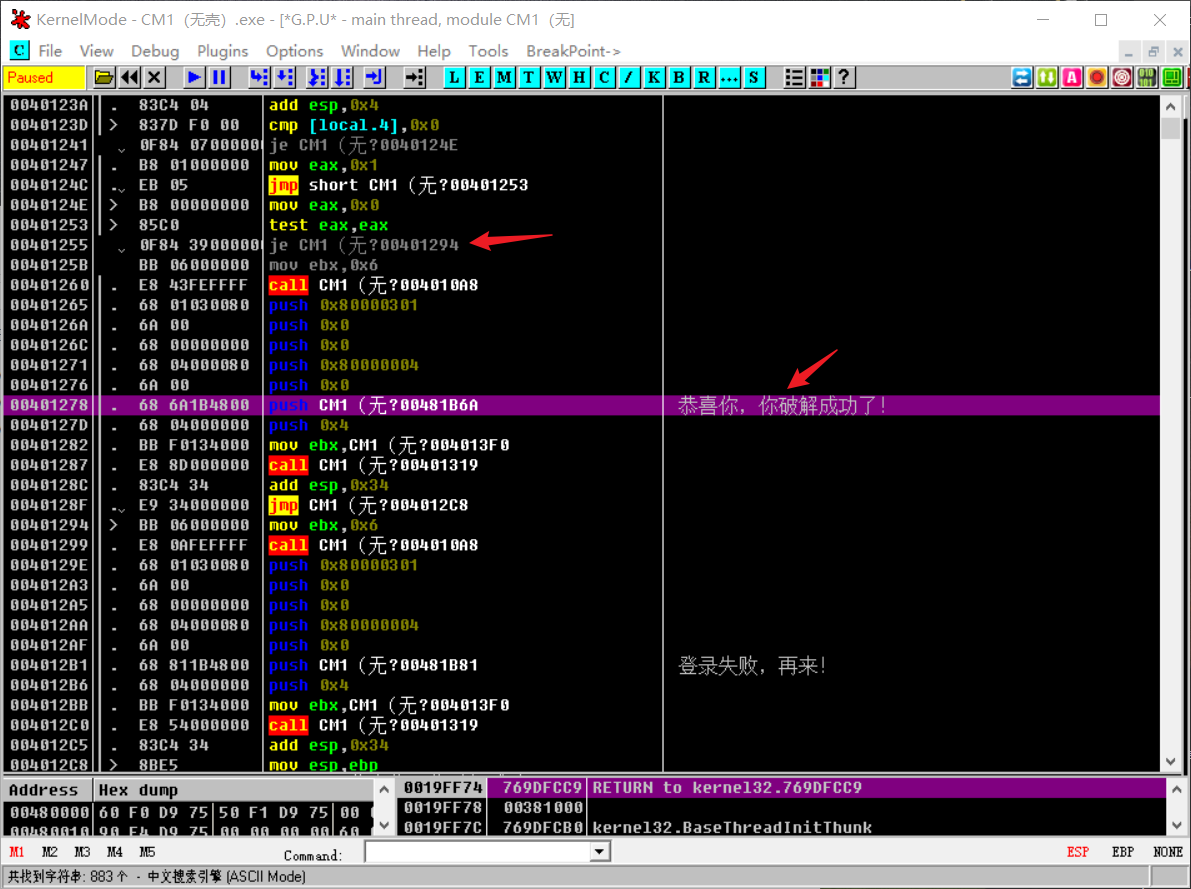 KernelMode - CM1（无壳）.exe - [*G.P.U* - main thread, module CM1（无]
C File View Debug Plugins Options Window Help Tools BreakPoint->
Paused L E M T W H C / K B R ... S ?
0040123A . 83C4 04 add esp,0x4
0040123D > 837D F0 00 cmp [local.4],0x0
00401241 . 0F84 07000000 je CM1（无?0040124E
00401247 . B8 01000000 mov eax,0x1
0040124C . EB 05 jmp short CM1（无?00401253
0040124E > B8 00000000 mov eax,0x0
00401253 > 85C0 test eax,eax
00401255 0F84 39000000 je CM1（无?00401294
0040125B BB 06000000 mov ebx,0x6
00401260 . E8 43FEFFFF call CM1（无?004010A8
00401265 . 68 01030080 push 0x80000301
0040126A . 6A 00 push 0x0
0040126C . 68 00000000 push 0x0
00401271 . 68 04000080 push 0x80000004
00401276 . 6A 00 push 0x0
00401278 . 68 6A1B4800 push CM1（无?00481B6A 恭喜你，你破解成功了！
0040127D . 68 04000000 push 0x4
00401282 . BB F0134000 mov ebx,CM1（无?004013F0
00401287 . E8 8D000000 call CM1（无?00401319
0040128C . 83C4 34 add esp,0x34
0040128F . E9 34000000 jmp CM1（无?004012C8
00401294 > BB 06000000 mov ebx,0x6
00401299 . E8 0AFEFFFF call CM1（无?004010A8
0040129E . 68 01030080 push 0x80000301
004012A3 . 6A 00 push 0x0
004012A5 . 68 00000000 push 0x0
004012AA . 68 04000080 push 0x80000004
004012AF . 6A 00 push 0x0
004012B1 . 68 811B4800 push CM1（无?00481B81 登录失败，再来！
004012B6 . 68 04000000 push 0x4
004012BB . BB F0134000 mov ebx,CM1（无?004013F0
004012C0 . E8 54000000 call CM1（无?00401319
004012C5 . 83C4 34 add esp,0x34
004012C8 > 8BE5 mov esp,ebp
Address Hex dump
00480000 60 F0 D9 75 50 F1 D9 75 00
00480010 90 E4 D9 75 00 00 00 00 60
0019FF74 769DFCC9 RETURN to kernel32.769DFCC9
0019FF78 00381000
0019FF7C 769DFCB0 kernel32.BaseThreadInitThunk
M1 M2 M3 M4 M5 Command: ESP EBP NONE
共找到字符串: 883 个 - 中文搜索引擎 (ASCII Mode)